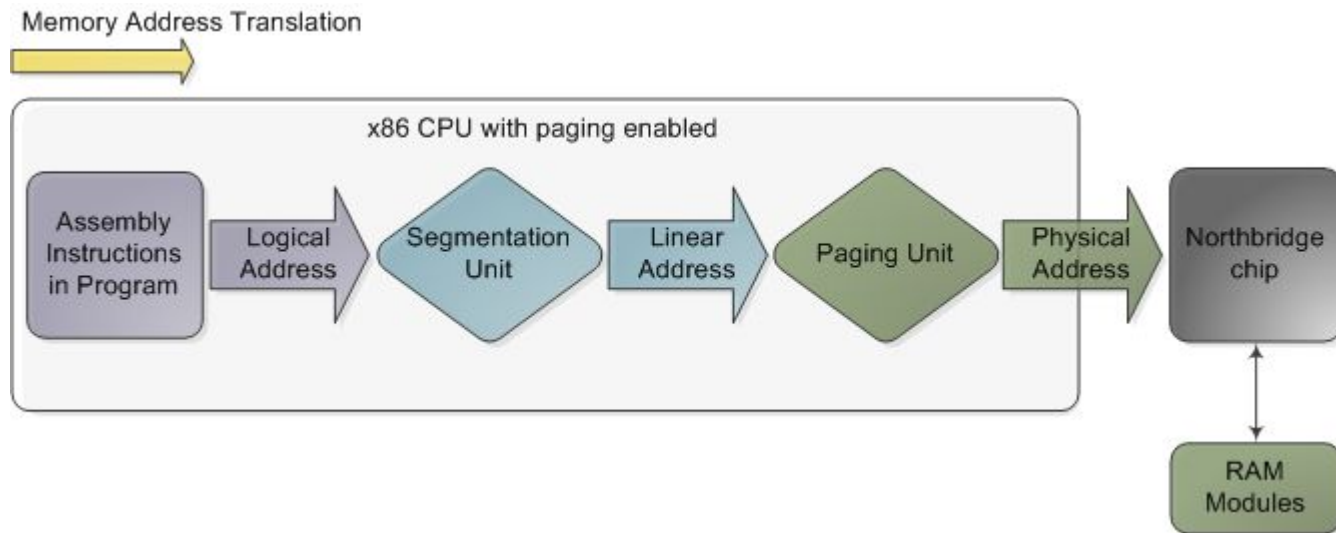 Memory Address Translation
x86 CPU with paging enabled
Assembly
Instructions
in Program
Logical
Address
Segmentation
Unit
Linear
Address
Paging Unit
Physical
Address
Northbridge
chip
RAM
Modules